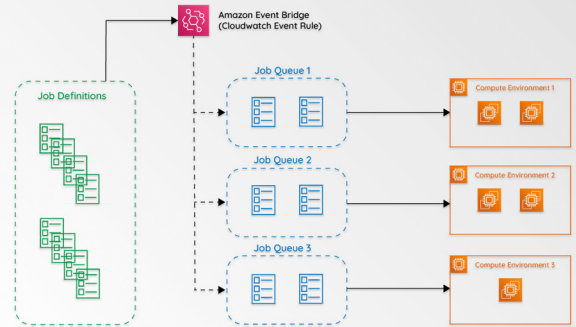 Amazon Event Bridge
(Cloudwatch Event Rule)
Job Definitions
Job Queue 1
Compute Environment 1
Job Queue 2
Compute Environment 2
Job Queue 3
Compute Environment 3